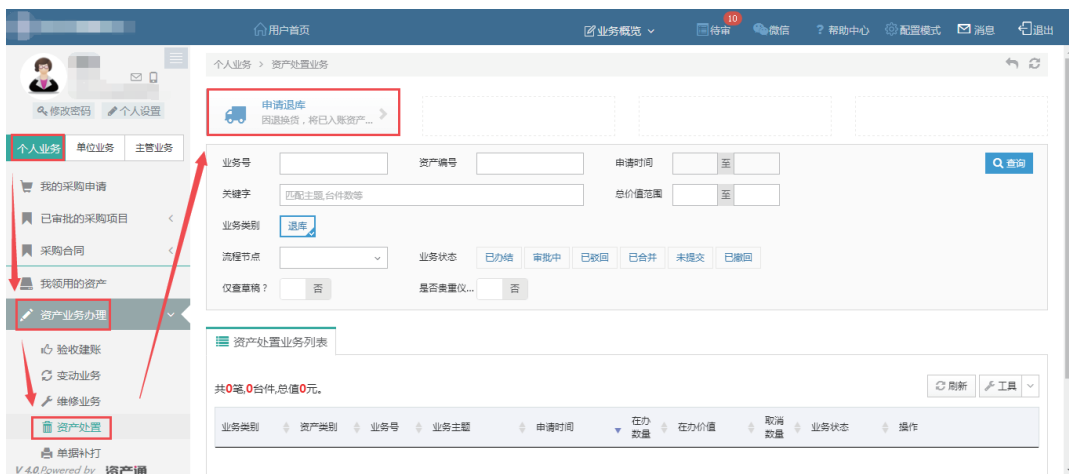 用户首页 业务概览 待审 10 微信 ? 帮助中心 配置模式 消息 退出
修改密码 个人设置
个人业务 单位业务 主管业务
我的采购申请
已审批的采购项目
采购合同
我领用的资产
资产业务办理
验收建账
变动业务
维修业务
资产处置
单据补打
V 4.0.Powered by 资产通
个人业务 > 资产处置业务
申请退库
因退换货，将已入账资产...
业务号 资产编号 申请时间 至 查询
关键字 匹配主题,台件数等 总价值范围 至
业务类别 退库
流程节点 业务状态 已办结 审批中 已驳回 已合并 未提交 已撤回
仅查草稿？ 否 是否贵重仪... 否
资产处置业务列表
共0笔,0台件,总值0元。 刷新 工具
业务类别 资产类别 业务号 业务主题 申请时间 在办数量 在办价值 取消数量 业务状态 操作